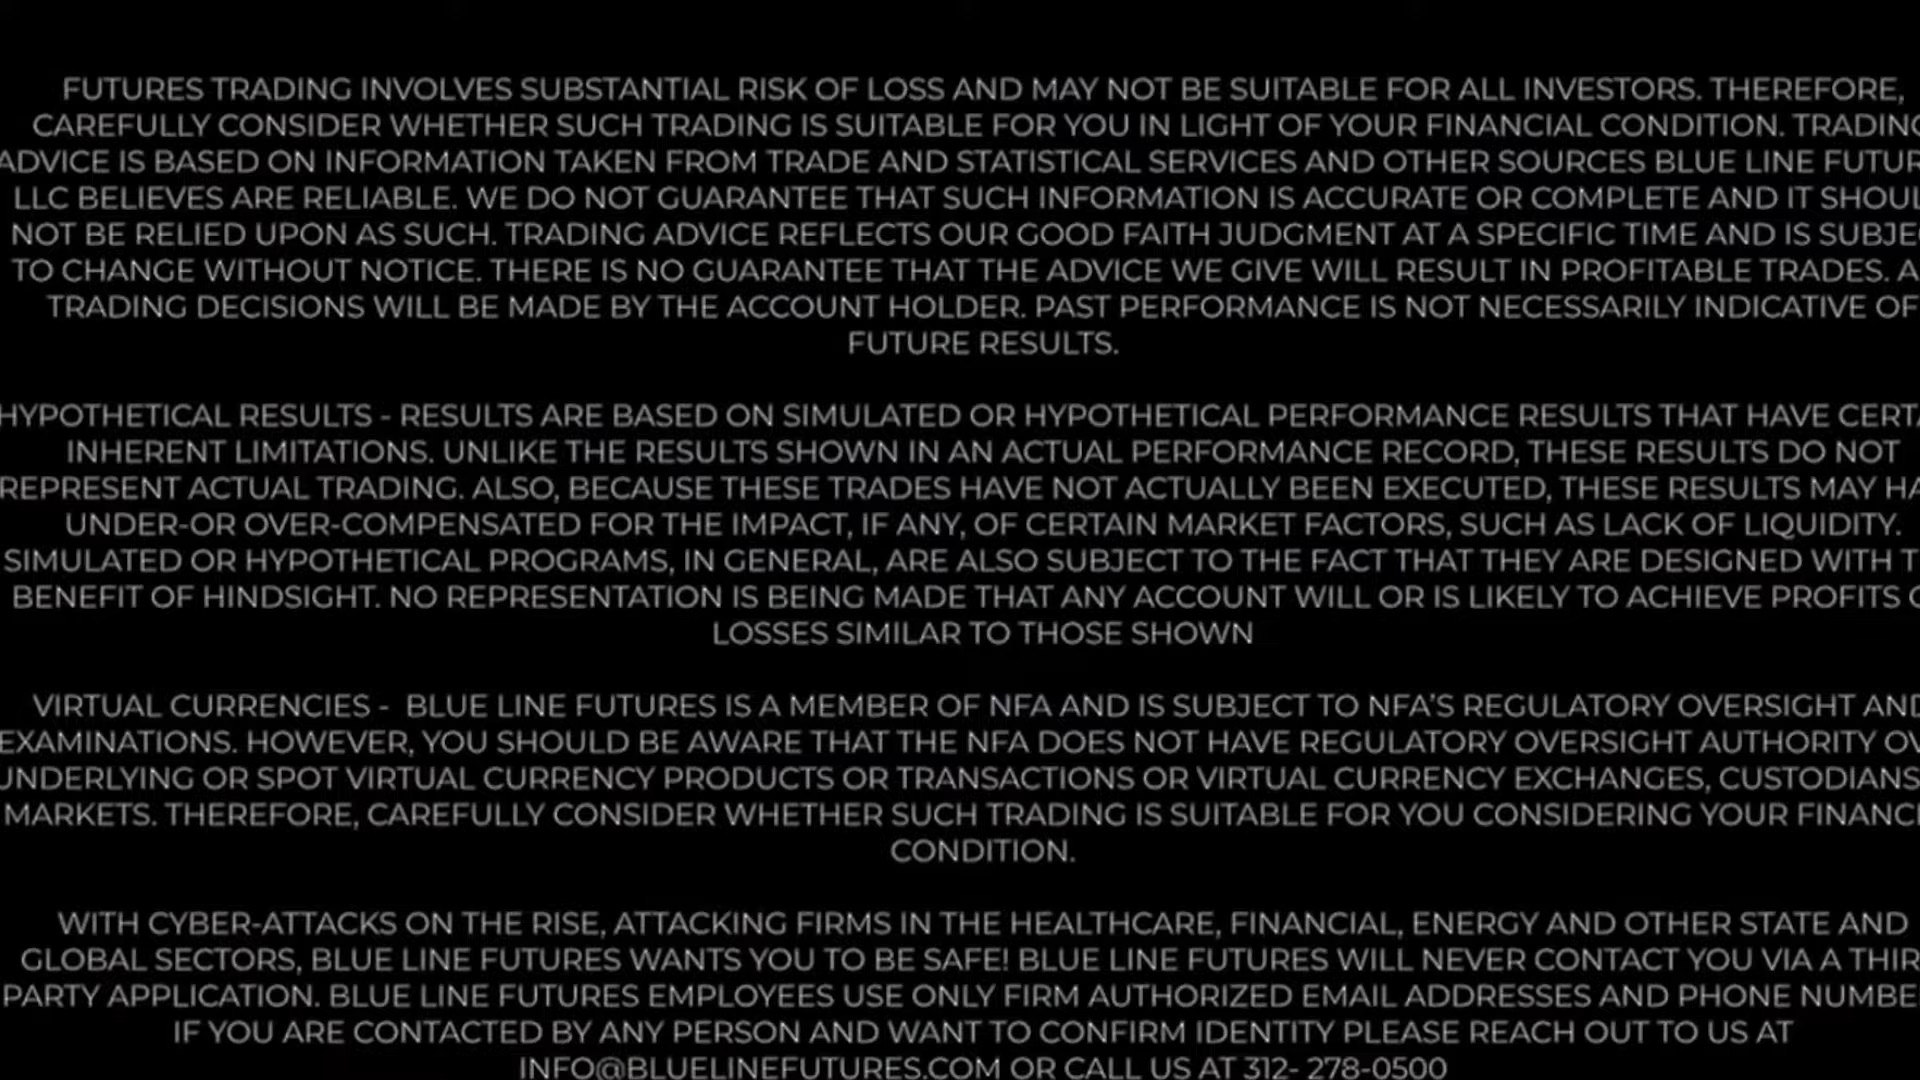 FUTURES TRADING INVOLVES SUBSTANTIAL RISK OF LOSS AND MAY NOT BE SUITABLE FOR ALL INVESTORS. THEREFORE,
CAREFULLY CONSIDER WHETHER SUCH TRADING IS SUITABLE FOR YOU IN LIGHT OF YOUR FINANCIAL CONDITION. TRADING
ADVICE IS BASED ON INFORMATION TAKEN FROM TRADE AND STATISTICAL SERVICES AND OTHER SOURCES BLUE LINE FUTUR
LLC BELIEVES ARE RELIABLE. WE DO NOT GUARANTEE THAT SUCH INFORMATION IS ACCURATE OR COMPLETE AND IT SHOUL
NOT BE RELIED UPON AS SUCH. TRADING ADVICE REFLECTS OUR GOOD FAITH JUDGMENT AT A SPECIFIC TIME AND IS SUBJE
TO CHANGE WITHOUT NOTICE. THERE IS NO GUARANTEE THAT THE ADVICE WE GIVE WILL RESULT IN PROFITABLE TRADES. A
TRADING DECISIONS WILL BE MADE BY THE ACCOUNT HOLDER. PAST PERFORMANCE IS NOT NECESSARILY INDICATIVE OF
FUTURE RESULTS.
HYPOTHETICAL RESULTS - RESULTS ARE BASED ON SIMULATED OR HYPOTHETICAL PERFORMANCE RESULTS THAT HAVE CERTA
INHERENT LIMITATIONS. UNLIKE THE RESULTS SHOWN IN AN ACTUAL PERFORMANCE RECORD, THESE RESULTS DO NOT
REPRESENT ACTUAL TRADING. ALSO, BECAUSE THESE TRADES HAVE NOT ACTUALLY BEEN EXECUTED, THESE RESULTS MAY HA
UNDER-OR OVER-COMPENSATED FOR THE IMPACT, IF ANY, OF CERTAIN MARKET FACTORS, SUCH AS LACK OF LIQUIDITY.
SIMULATED OR HYPOTHETICAL PROGRAMS, IN GENERAL, ARE ALSO SUBJECT TO THE FACT THAT THEY ARE DESIGNED WITH T
BENEFIT OF HINDSIGHT. NO REPRESENTATION IS BEING MADE THAT ANY ACCOUNT WILL OR IS LIKELY TO ACHIEVE PROFITS O
LOSSES SIMILAR TO THOSE SHOWN
VIRTUAL CURRENCIES -  BLUE LINE FUTURES IS A MEMBER OF NFA AND IS SUBJECT TO NFA'S REGULATORY OVERSIGHT AND
EXAMINATIONS. HOWEVER, YOU SHOULD BE AWARE THAT THE NFA DOES NOT HAVE REGULATORY OVERSIGHT AUTHORITY OV
UNDERLYING OR SPOT VIRTUAL CURRENCY PRODUCTS OR TRANSACTIONS OR VIRTUAL CURRENCY EXCHANGES, CUSTODIANS
MARKETS. THEREFORE, CAREFULLY CONSIDER WHETHER SUCH TRADING IS SUITABLE FOR YOU CONSIDERING YOUR FINANCI
CONDITION.
WITH CYBER-ATTACKS ON THE RISE, ATTACKING FIRMS IN THE HEALTHCARE, FINANCIAL, ENERGY AND OTHER STATE AND
GLOBAL SECTORS, BLUE LINE FUTURES WANTS YOU TO BE SAFE! BLUE LINE FUTURES WILL NEVER CONTACT YOU VIA A THIR
PARTY APPLICATION. BLUE LINE FUTURES EMPLOYEES USE ONLY FIRM AUTHORIZED EMAIL ADDRESSES AND PHONE NUMBE
IF YOU ARE CONTACTED BY ANY PERSON AND WANT TO CONFIRM IDENTITY PLEASE REACH OUT TO US AT
INFO@BLUELINEFUTURES.COM OR CALL US AT 312- 278-0500